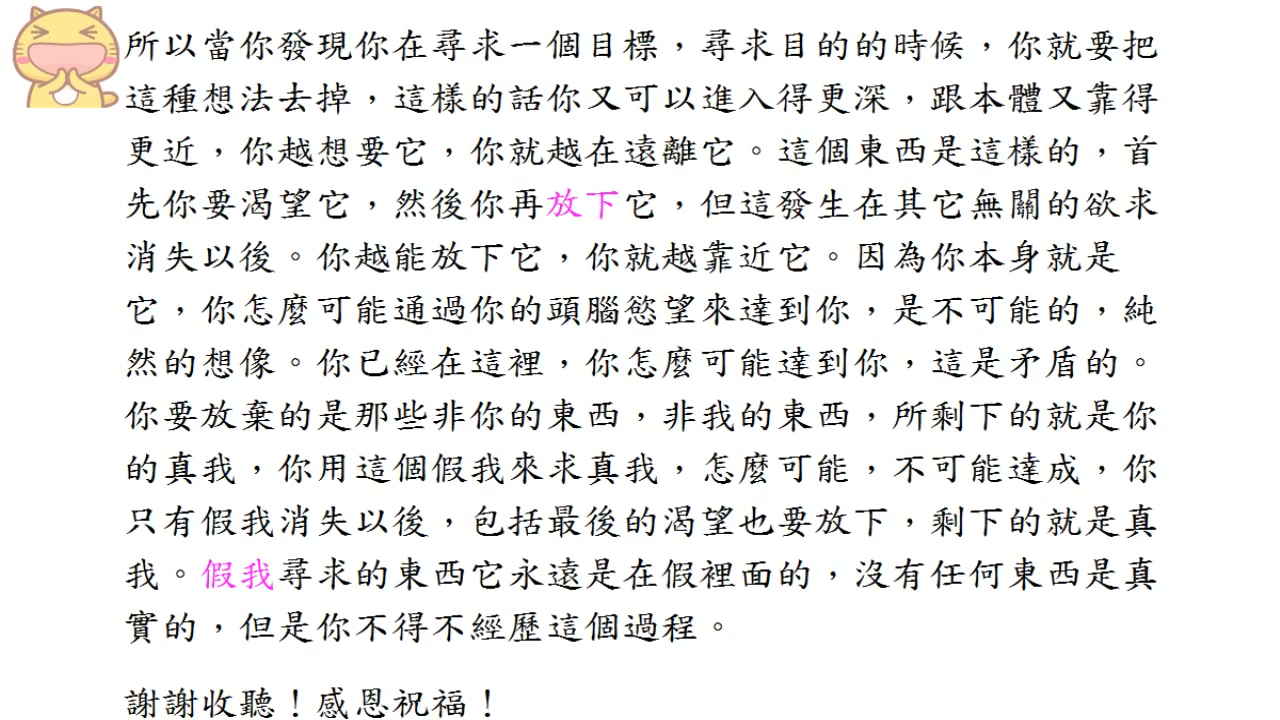 所以當你發現你在尋求一個目標，尋求目的的時候，你就要把
這種想法去掉，這樣的話你又可以進入得更深，跟本體又靠得
更近，你越想要它，你就越在遠離它。這個東西是這樣的，首
先你要渴望它，然後你再放下它，但這發生在其它無關的欲求
消失以後。你越能放下它，你就越靠近它。因為你本身就是
它，你怎麼可能通過你的頭腦慾望來達到你，是不可能的，純
然的想像。你已經在這裡，你怎麼可能達到你，這是矛盾的。
你要放棄的是那些非你的東西，非我的東西，所剩下的就是你
的真我，你用這個假我來求真我，怎麼可能，不可能達成，你
只有假我消失以後，包括最後的渴望也要放下，剩下的就是真
我。假我尋求的東西它永遠是在假裡面的，沒有任何東西是真
實的，但是你不得不經歷這個過程。
謝謝收聽！感恩祝福！